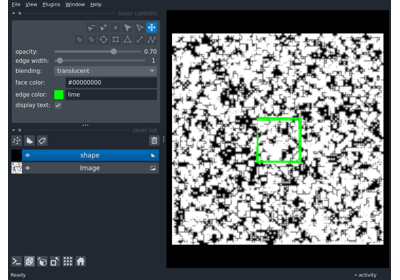 File View Plugins Window Help
layer controls
opacity: 0.70
edge width: 1
blending: translucent
face color: #00000000
edge color: lime
display text:
layer list
shape
Image
Ready activity